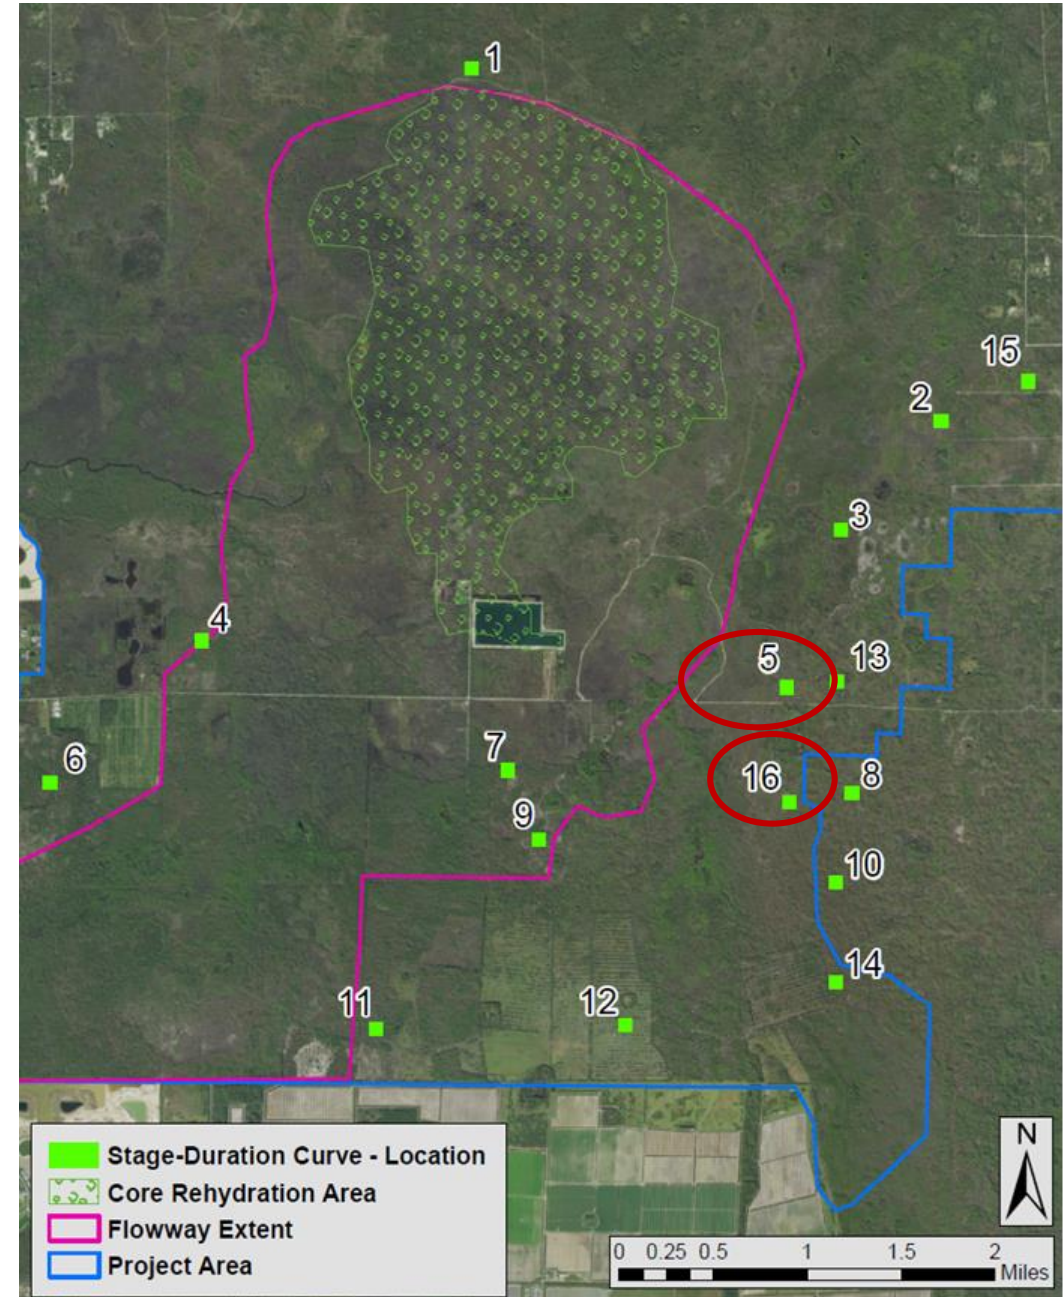 1
15
2
3
4
5
13
6
7
16
8
9
10
14
11
12
Stage-Duration Curve - Location
Core Rehydration Area
Flowway Extent
Project Area
N
0 0.25 0.5 1 1.5 2
Miles